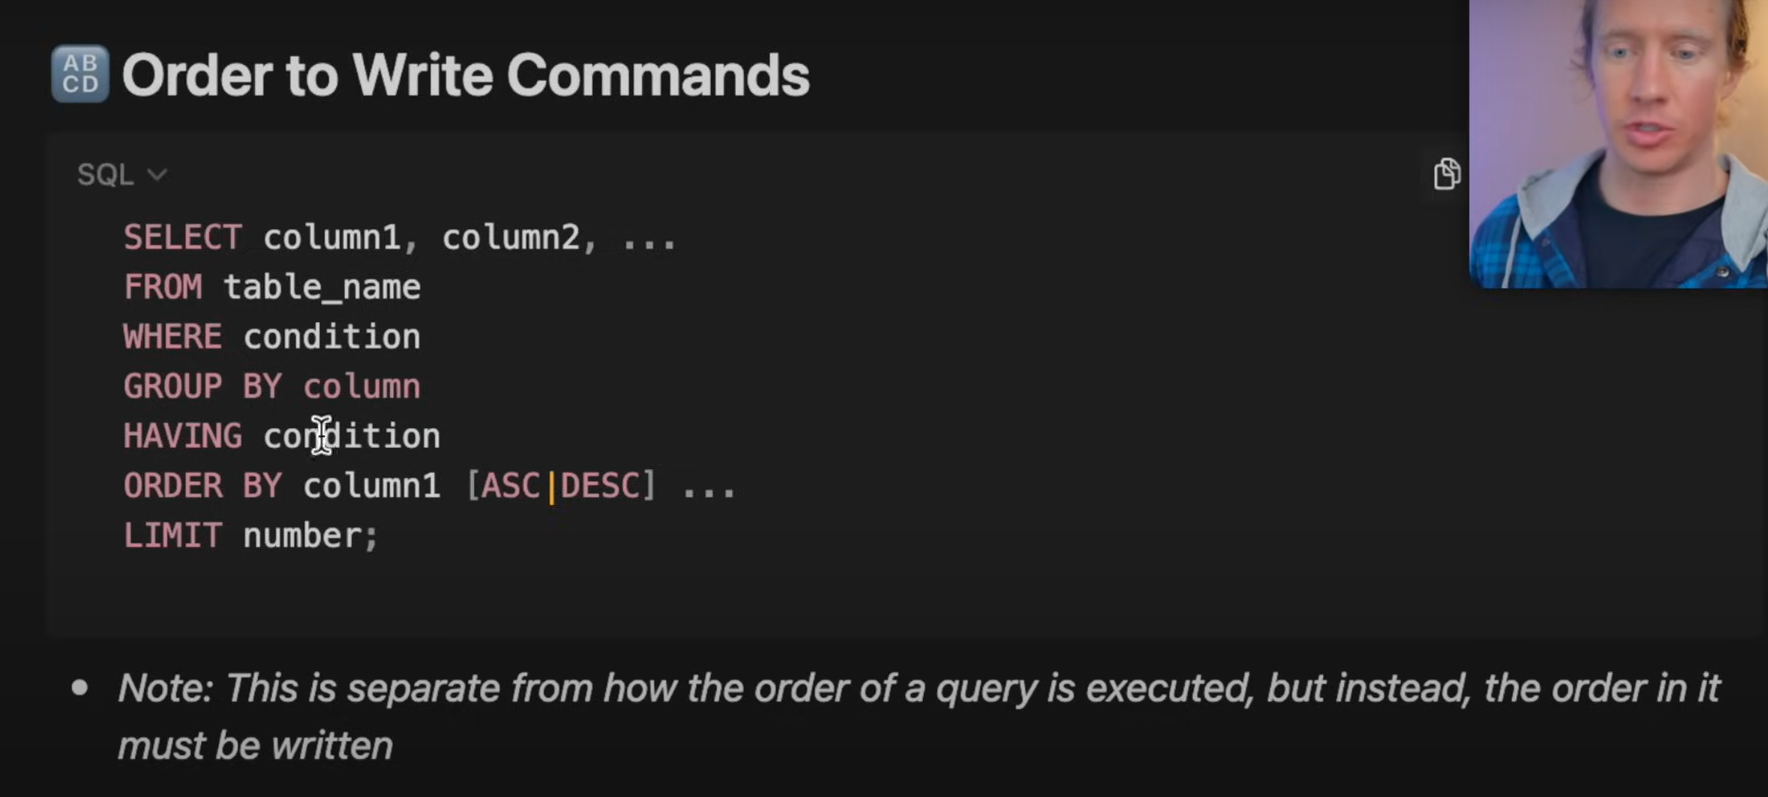 AB
CD
Order to Write Commands
SQL
SELECT column1, column2, ...
FROM table_name
WHERE condition
GROUP BY column
HAVING condition
ORDER BY column1 [ASC|DESC] ...
LIMIT number;
• Note: This is separate from how the order of a query is executed, but instead, the order in it
must be written